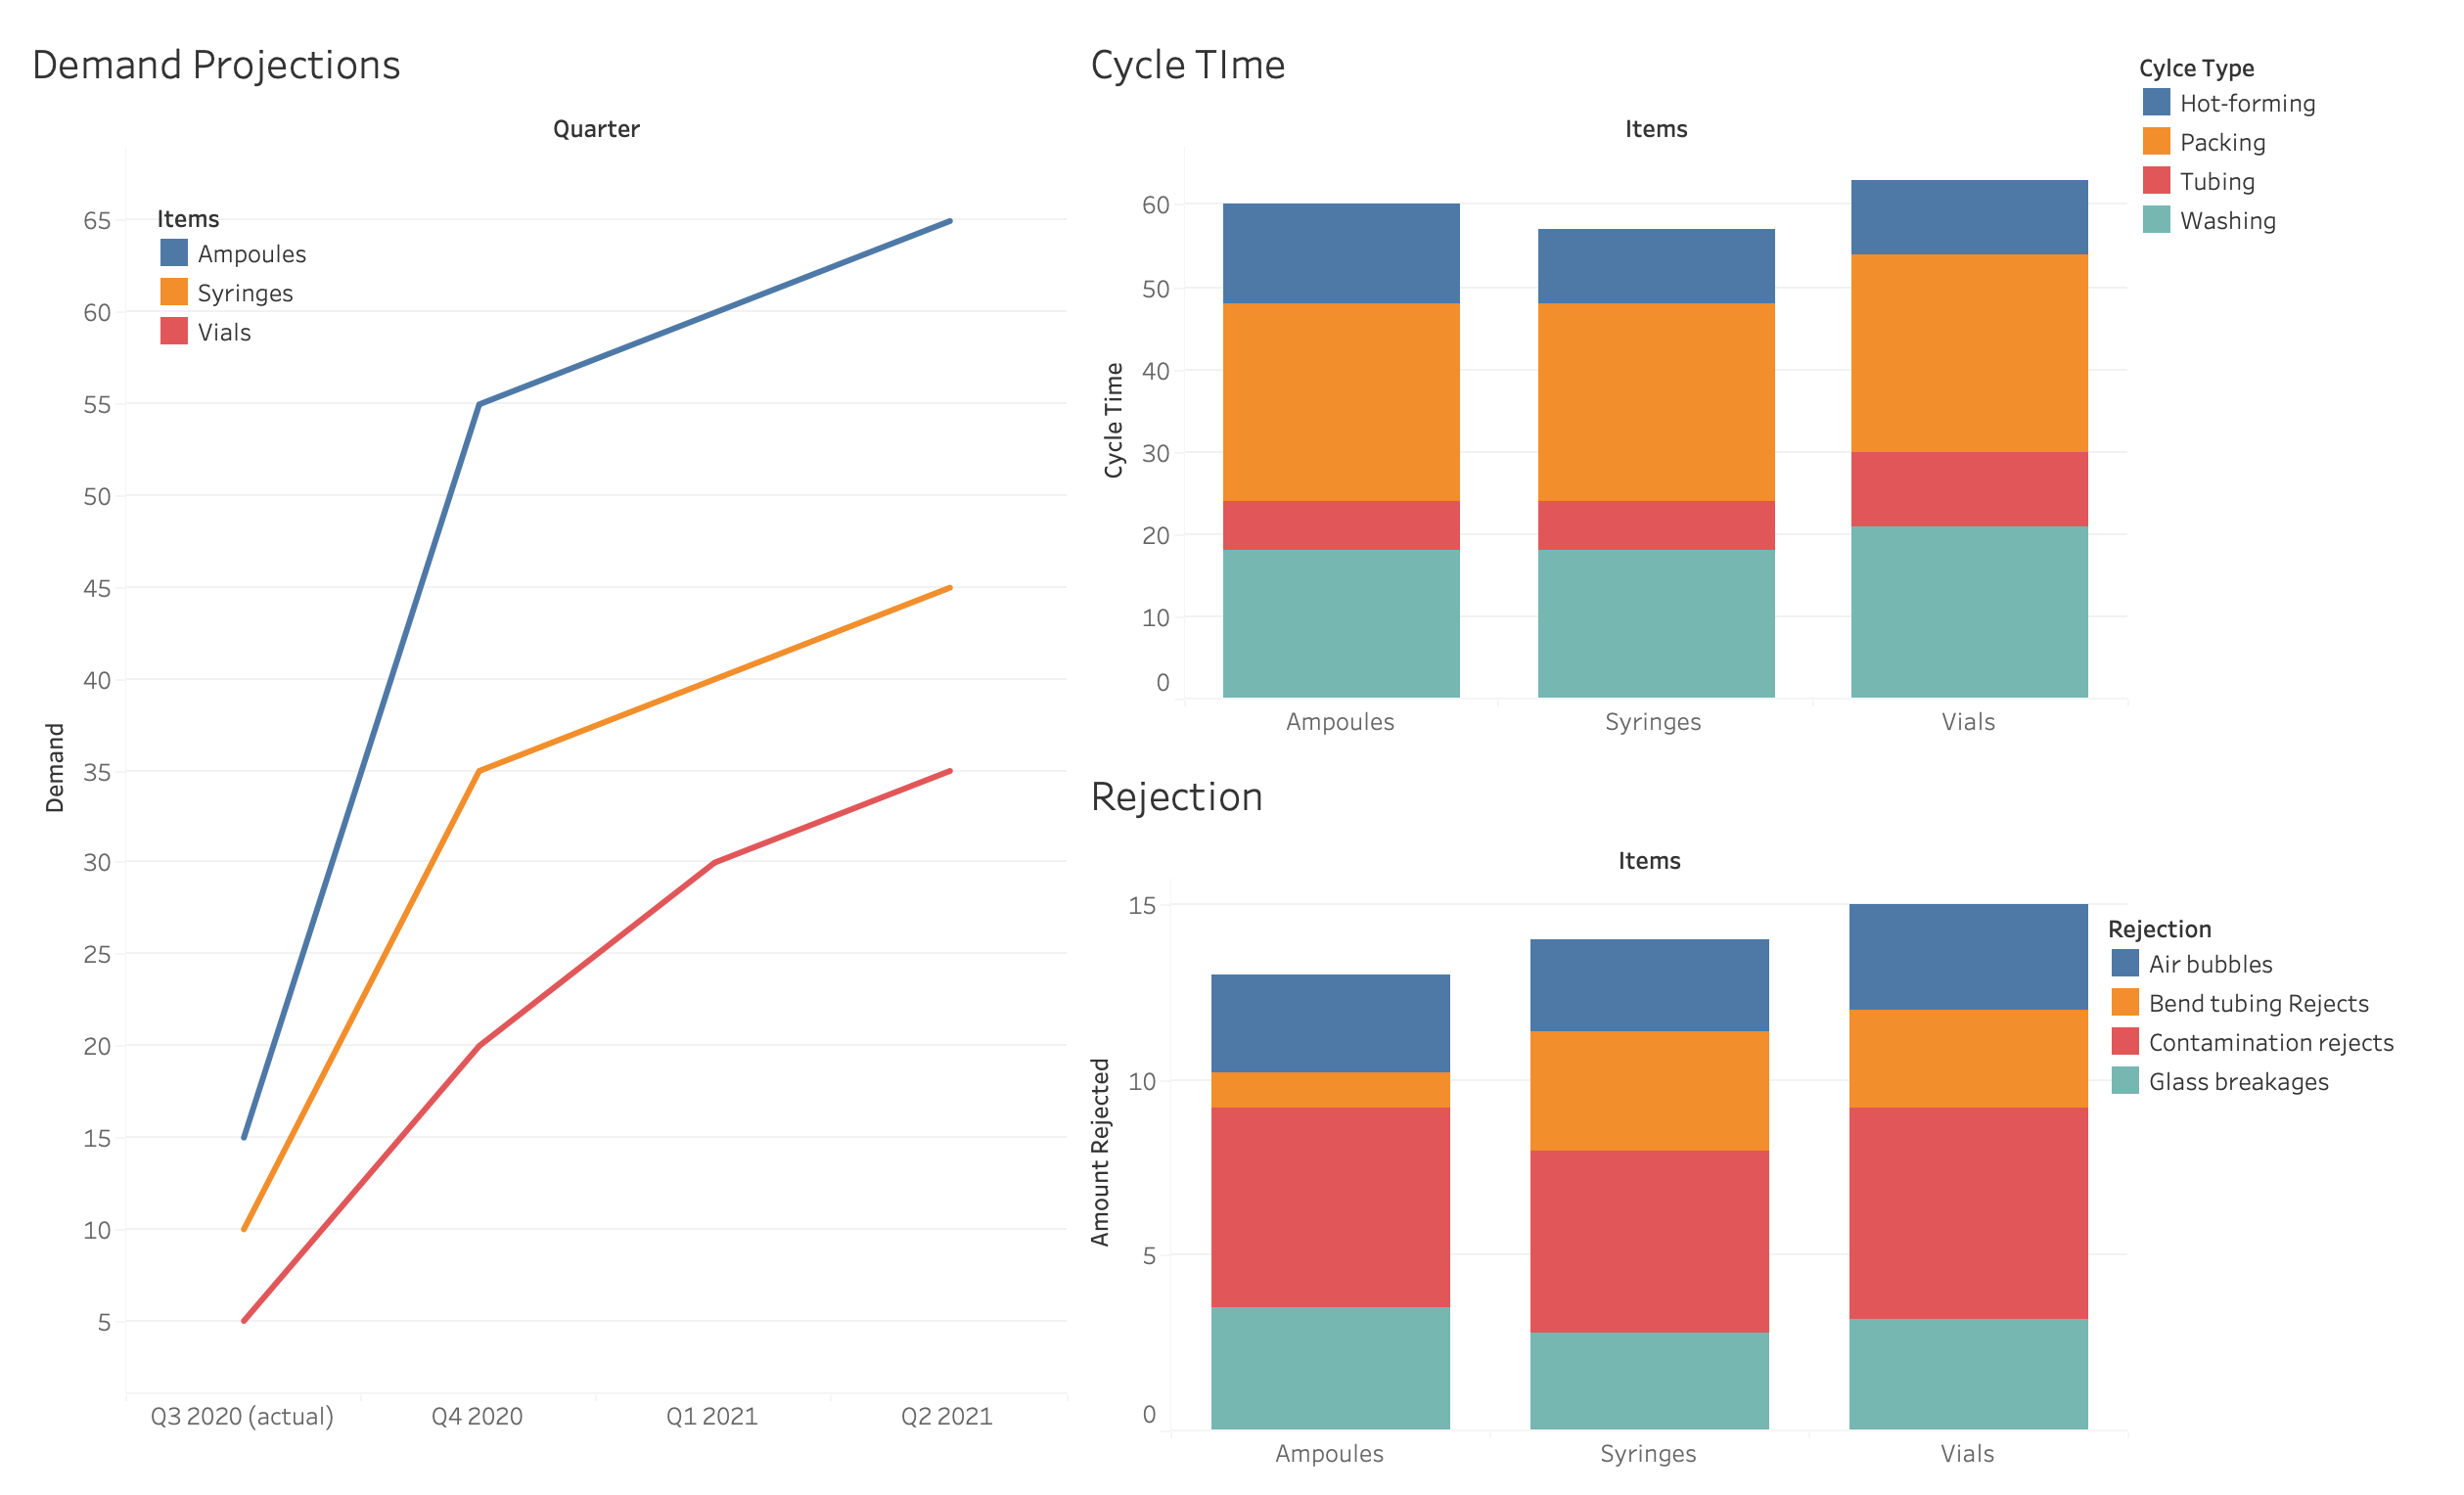 Demand Projections
Quarter
Items
Ampoules
Syringes
Vials
Demand
65
60
55
50
45
40
35
30
25
20
15
10
5
Q3 2020 (actual)
Q4 2020
Q1 2021
Q2 2021
Cycle TIme
Items
Cycle Time
60
50
40
30
20
10
0
Ampoules
Syringes
Vials
Cylce Type
Hot-forming
Packing
Tubing
Washing
Rejection
Items
Amount Rejected
15
10
5
0
Ampoules
Syringes
Vials
Rejection
Air bubbles
Bend tubing Rejects
Contamination rejects
Glass breakages